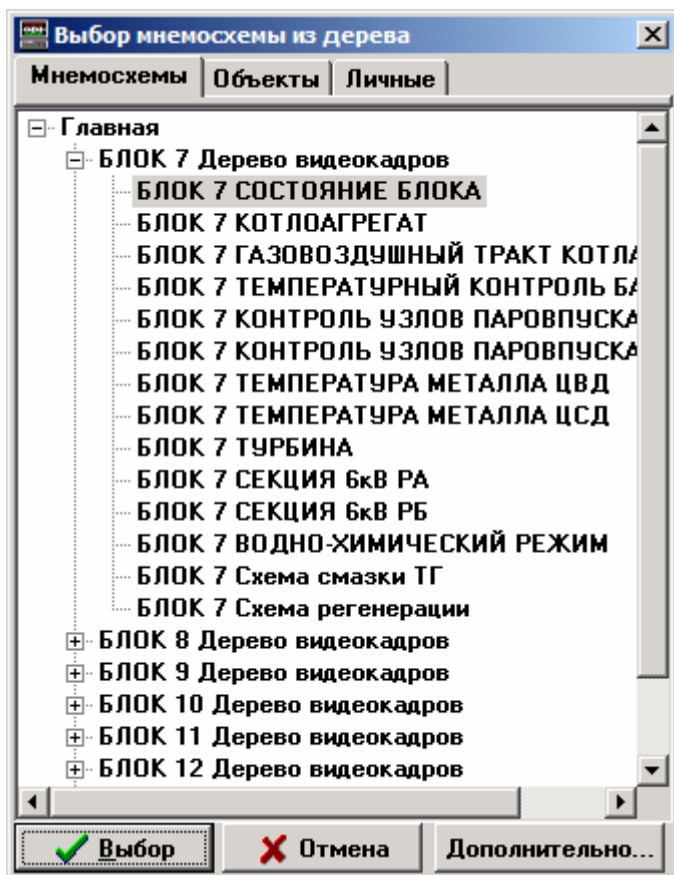 Выбор мнемосхемы из дерева
Мнемосхемы Объекты Личные
Главная
БЛОК 7 Дерево видеокадров
БЛОК 7 СОСТОЯНИЕ БЛОКА
БЛОК 7 КОТЛОАГРЕГАТ
БЛОК 7 ГАЗОВОЗДУШНЫЙ ТРАКТ КОТЛА
БЛОК 7 ТЕМПЕРАТУРНЫЙ КОНТРОЛЬ БА
БЛОК 7 КОНТРОЛЬ УЗЛОВ ПАРОВПУСКА
БЛОК 7 КОНТРОЛЬ УЗЛОВ ПАРОВПУСКА
БЛОК 7 ТЕМПЕРАТУРА МЕТАЛЛА ЦВД
БЛОК 7 ТЕМПЕРАТУРА МЕТАЛЛА ЦСД
БЛОК 7 ТУРБИНА
БЛОК 7 СЕКЦИЯ 6кВ РА
БЛОК 7 СЕКЦИЯ 6кВ РБ
БЛОК 7 ВОДНО-ХИМИЧЕСКИЙ РЕЖИМ
БЛОК 7 Схема смазки ТГ
БЛОК 7 Схема регенерации
БЛОК 8 Дерево видеокадров
БЛОК 9 Дерево видеокадров
БЛОК 10 Дерево видеокадров
БЛОК 11 Дерево видеокадров
БЛОК 12 Дерево видеокадров
Выбор Отмена Дополнительно...